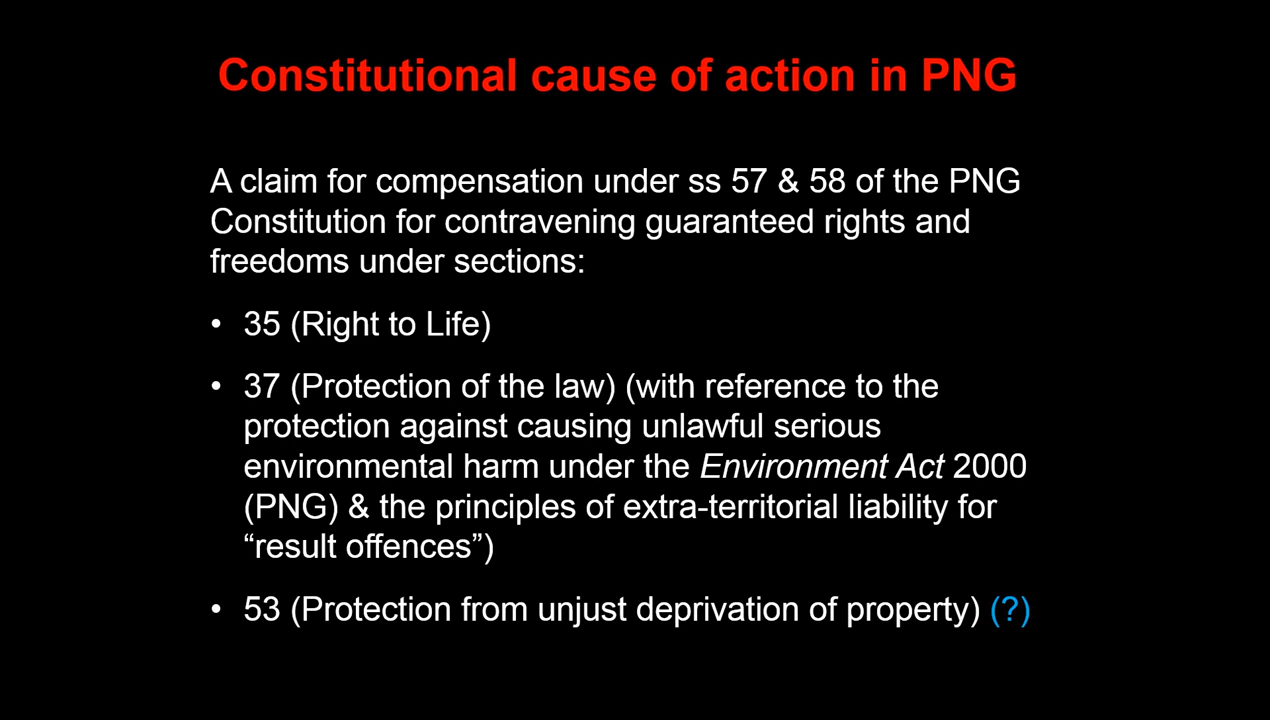 Constitutional cause of action in PNG
A claim for compensation under ss 57 & 58 of the PNG
Constitution for contravening guaranteed rights and
freedoms under sections:
• 35 (Right to Life)
• 37 (Protection of the law) (with reference to the
protection against causing unlawful serious
environmental harm under the Environment Act 2000
(PNG) & the principles of extra-territorial liability for
“result offences”)
• 53 (Protection from unjust deprivation of property) (?)